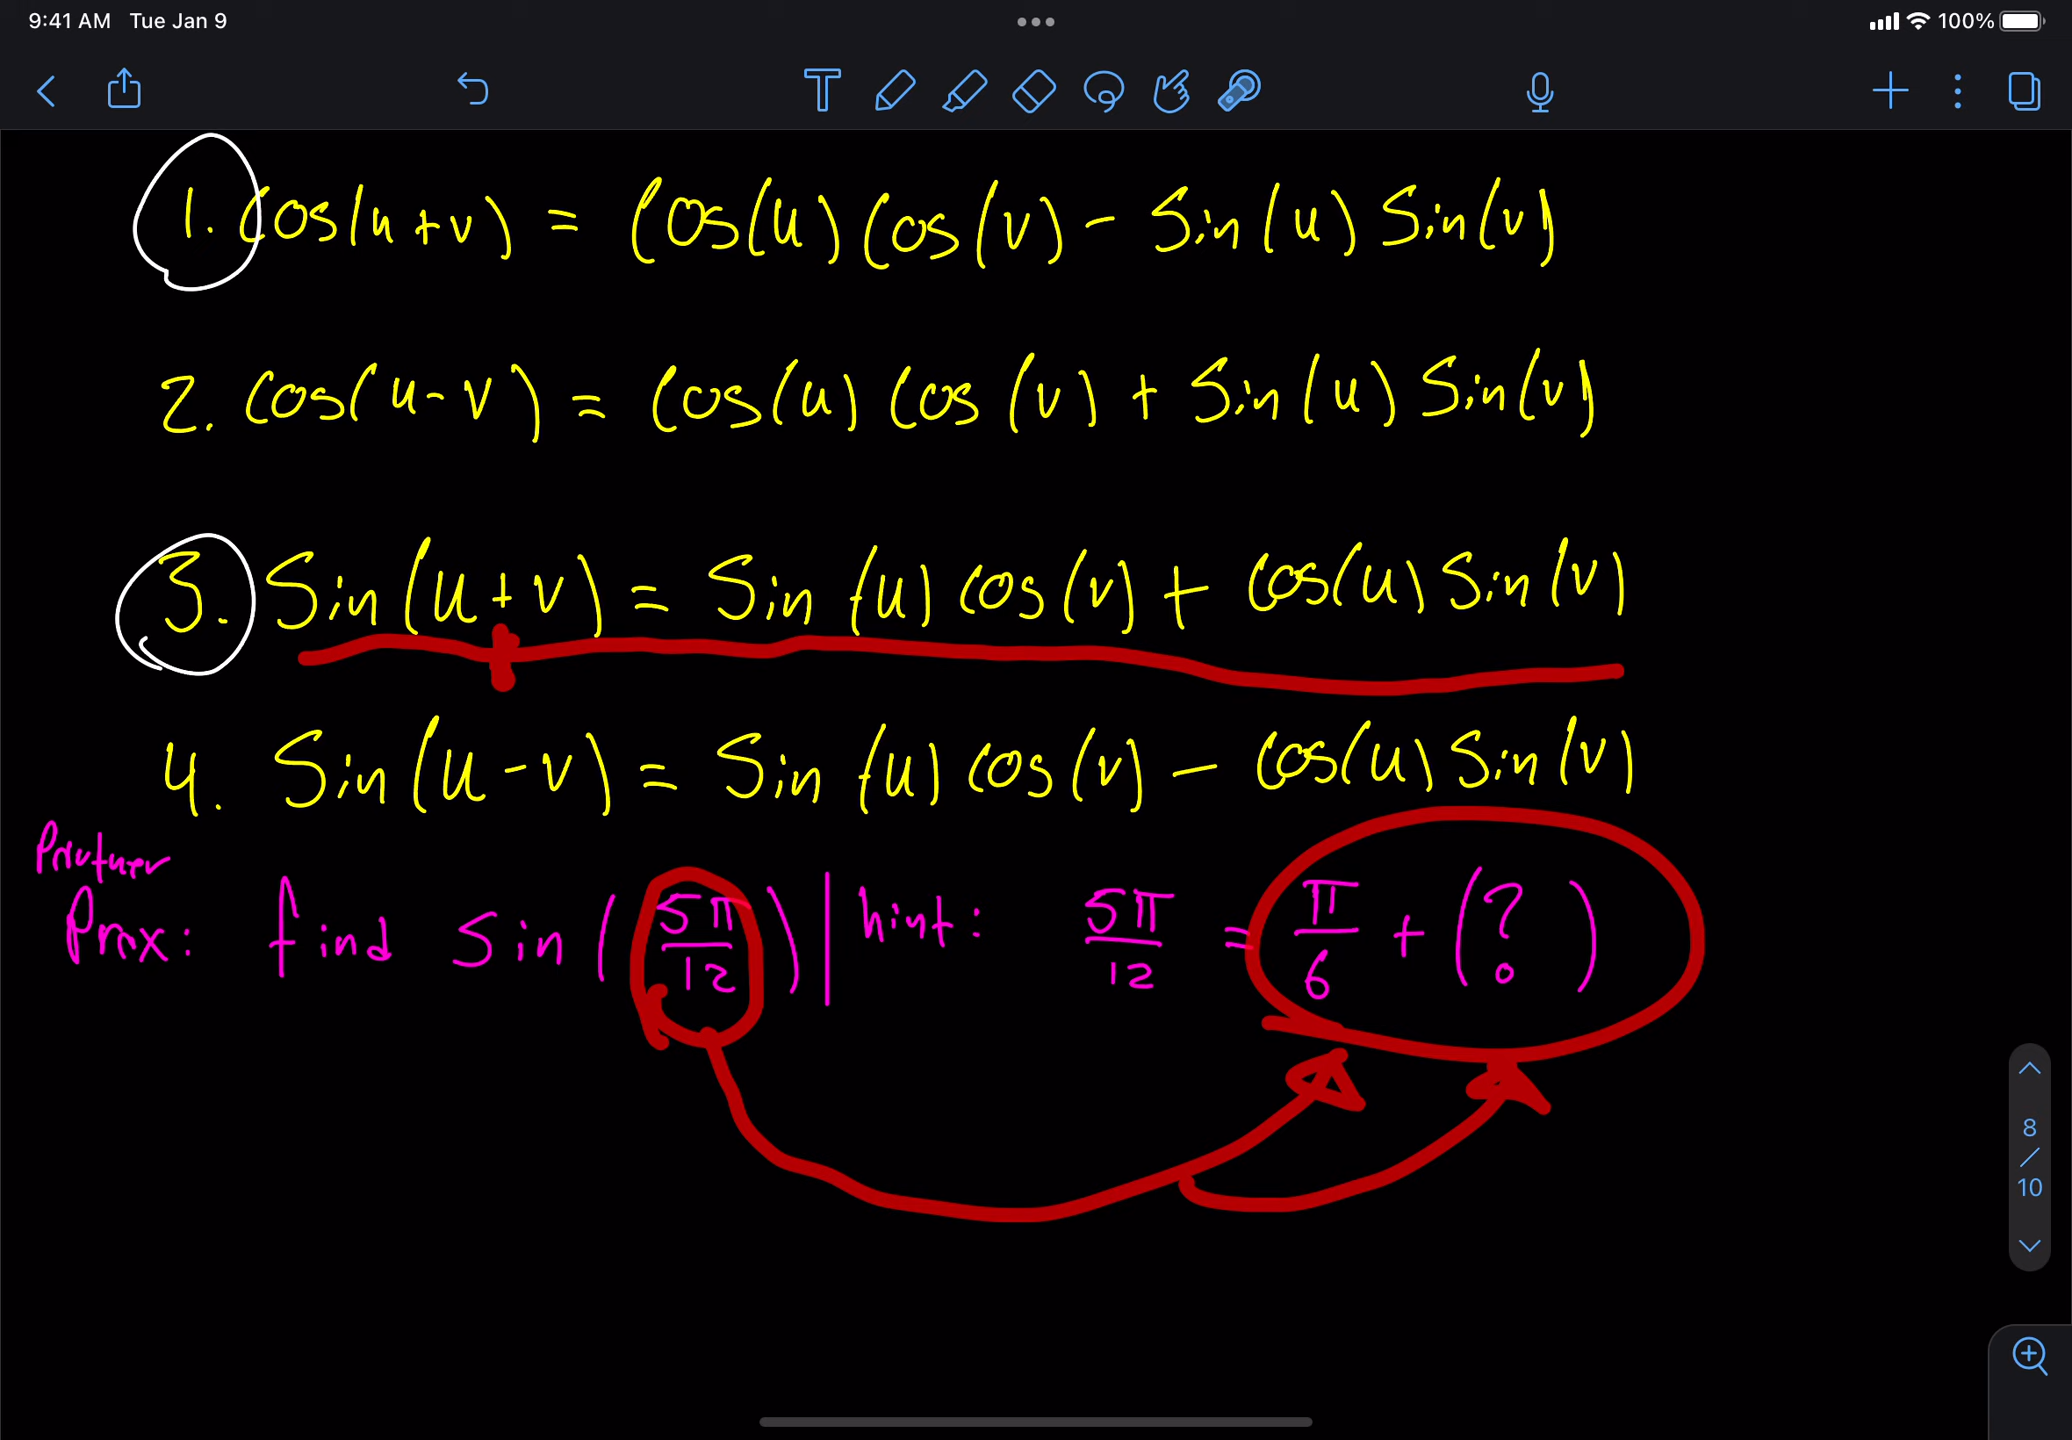 9:41 AM Tue Jan 9
100%
1. Cos(u+v) = Cos(u) Cos(v) - Sin(u) Sin(v)
2. Cos(u-v) = Cos(u) Cos(v) + Sin(u) Sin(v)
3. Sin(u+v) = Sin(u) Cos(v) + Cos(u) Sin(v)
4. Sin(u-v) = Sin(u) Cos(v) - Cos(u) Sin(v)
Prax: find sin(5π/12) | hint: 5π/12 = π/6 + (?)
8
/
10